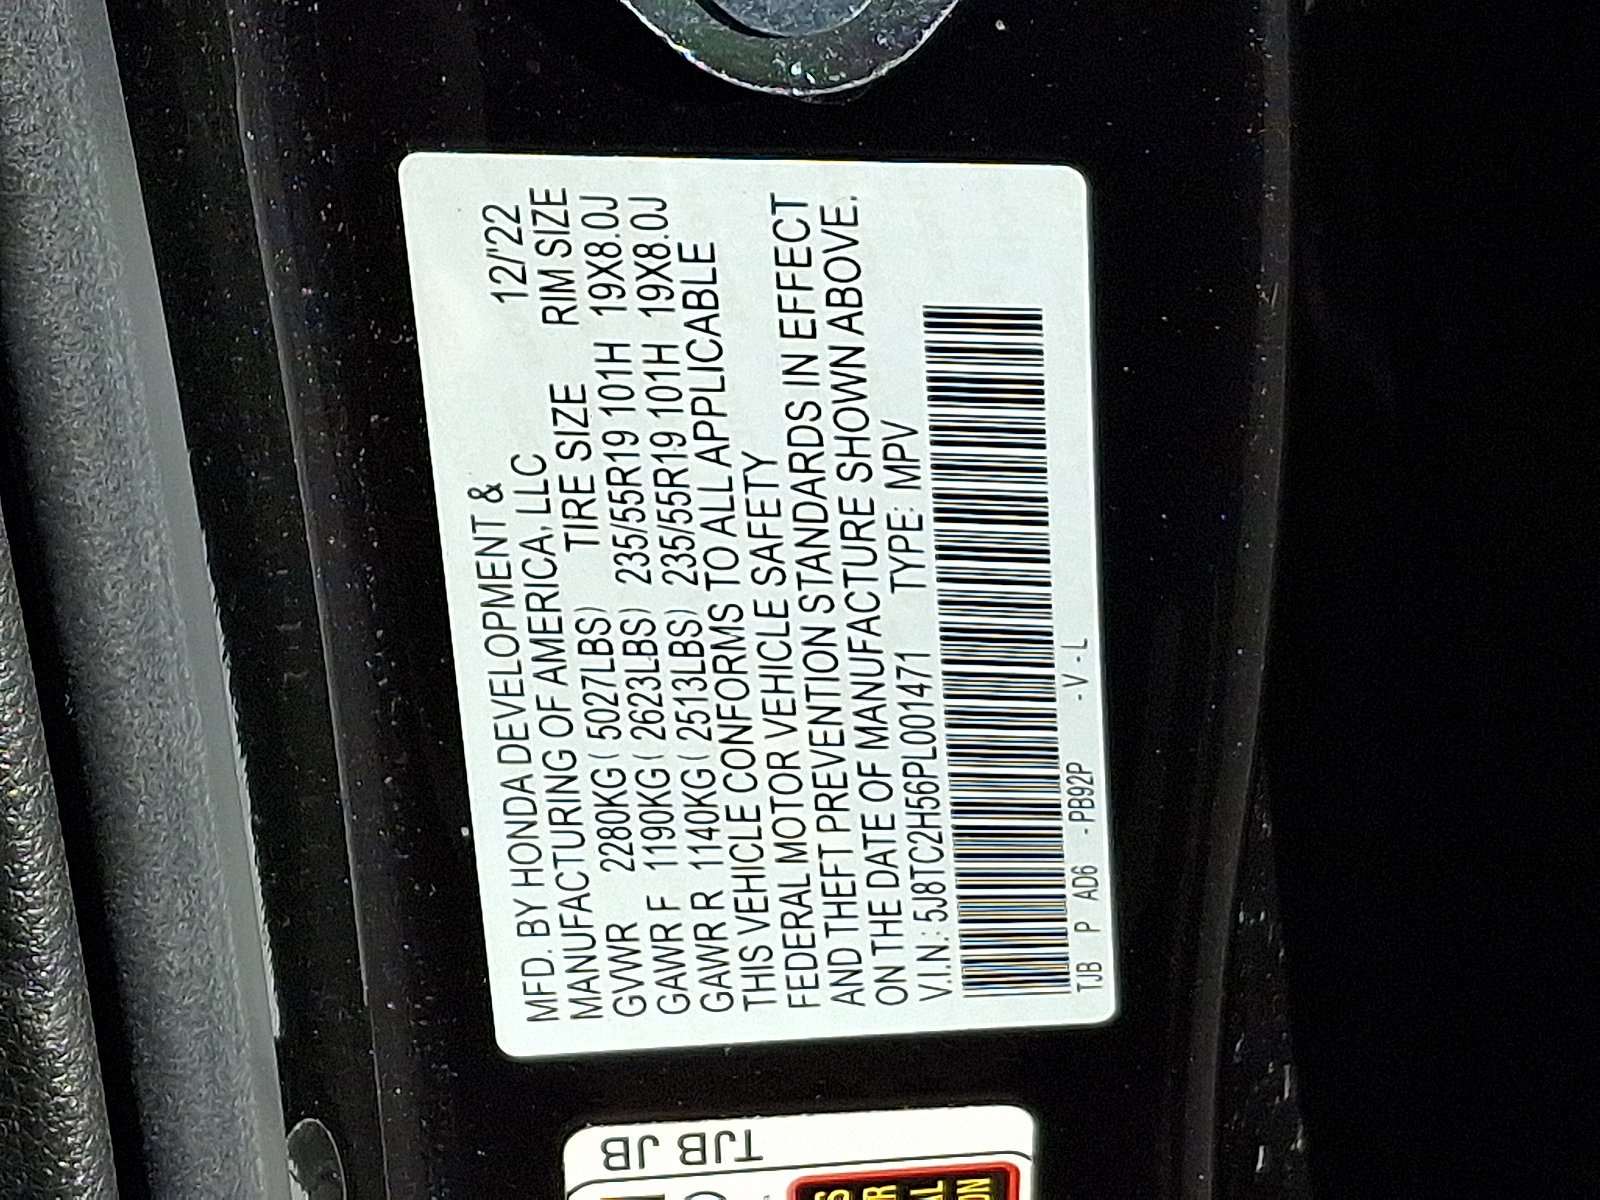 MFD. BY HONDA DEVELOPMENT &
MANUFACTURING OF AMERICA, LLC 12/'22
TIRE SIZE RIM SIZE
GVWR 2280KG ( 5027LBS) 235/55R19 101H 19X8.0J
GAWR F 1190KG ( 2623LBS) 235/55R19 101H 19X8.0J
GAWR R 1140KG ( 2513LBS)
THIS VEHICLE CONFORMS TO ALL APPLICABLE
FEDERAL MOTOR VEHICLE SAFETY
AND THEFT PREVENTION STANDARDS IN EFFECT
ON THE DATE OF MANUFACTURE SHOWN ABOVE.
V.I.N.: 5J8TC2H56PL001471 TYPE: MPV
TJB P AD6 -PB92P -V-L
TJB JB